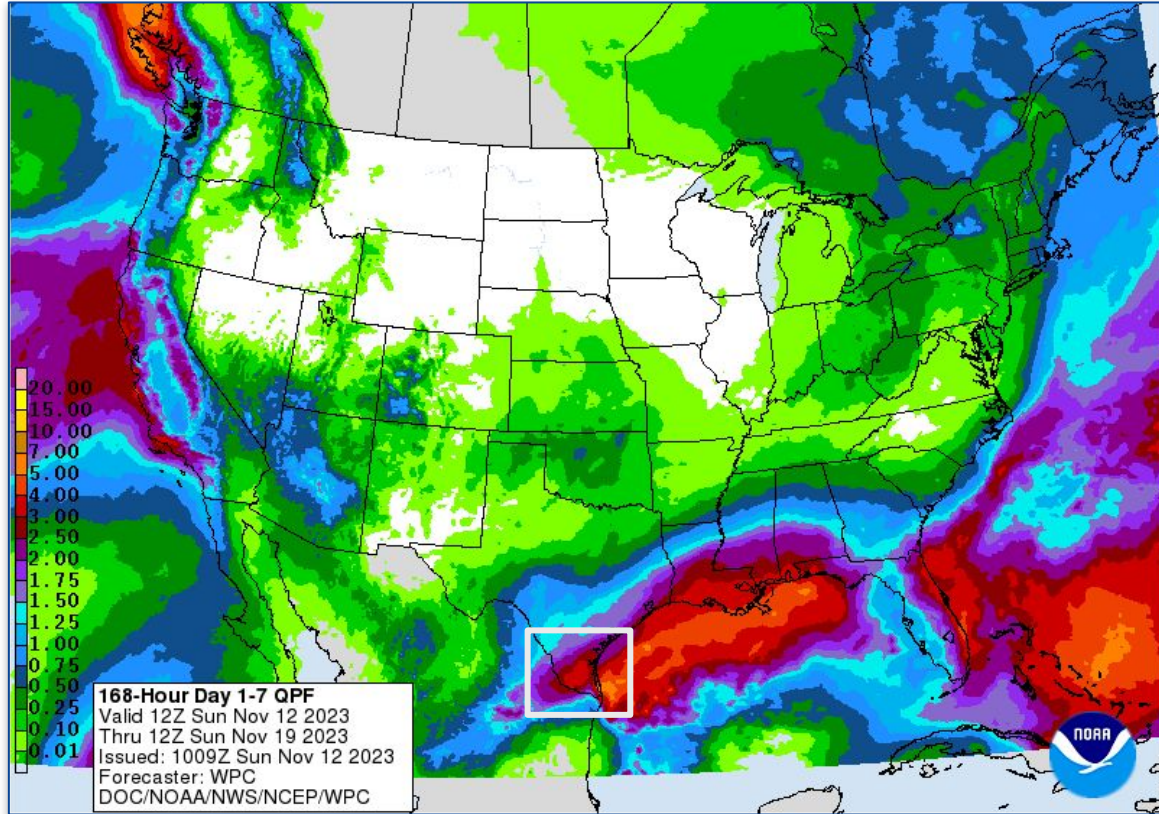 20.00
15.00
10.00
7.00
5.00
4.00
3.00
2.50
2.00
1.75
1.50
1.25
1.00
0.75
0.50
0.25
0.10
0.01
168-Hour Day 1-7 QPF
Valid 12Z Sun Nov 12 2023
Thru 12Z Sun Nov 19 2023
Issued: 1009Z Sun Nov 12 2023
Forecaster: WPC
DOC/NOAA/NWS/NCEP/WPC
NOAA